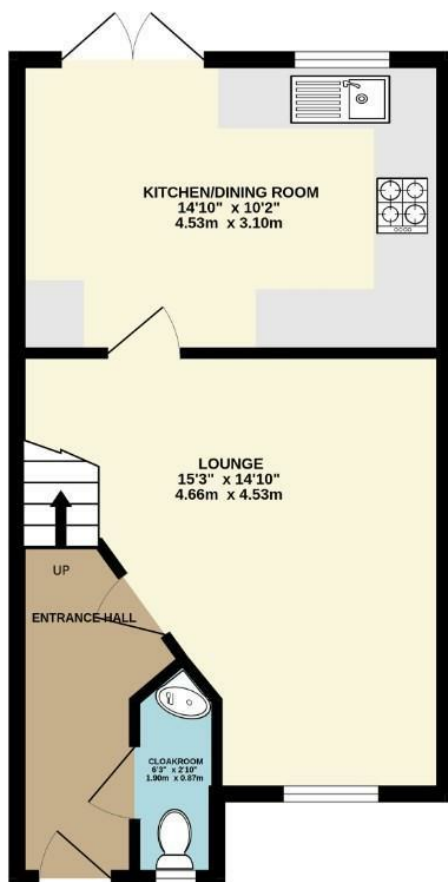 KITCHEN/DINING ROOM
14'10" x 10'2"
4.53m x 3.10m
LOUNGE
15'3" x 14'10"
4.66m x 4.53m
UP
ENTRANCE HALL
CLOAKROOM
6'3" x 2'10"
1.90m x 0.87m